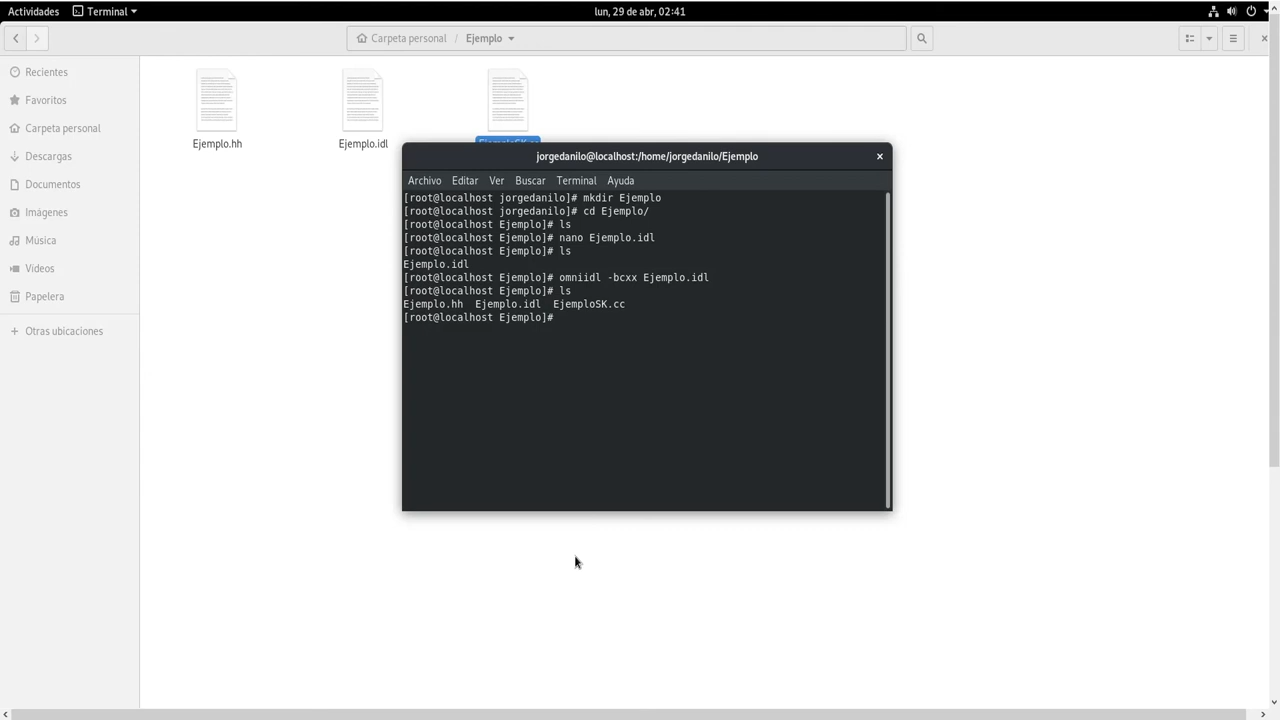 Actividades Terminal lun, 29 de abr, 02:41
Carpeta personal / Ejemplo
Recientes
Favoritos
Carpeta personal
Descargas
Documentos
Imágenes
Música
Vídeos
Papelera
Otras ubicaciones
Ejemplo.hh Ejemplo.idl
jorgedanilo@localhost:/home/jorgedanilo/Ejemplo
Archivo Editar Ver Buscar Terminal Ayuda
[root@localhost jorgedanilo]# mkdir Ejemplo
[root@localhost jorgedanilo]# cd Ejemplo/
[root@localhost Ejemplo]# ls
[root@localhost Ejemplo]# nano Ejemplo.idl
[root@localhost Ejemplo]# ls
Ejemplo.idl
[root@localhost Ejemplo]# omniidl -bcxx Ejemplo.idl
[root@localhost Ejemplo]# ls
Ejemplo.hh  Ejemplo.idl  EjemploSK.cc
[root@localhost Ejemplo]#